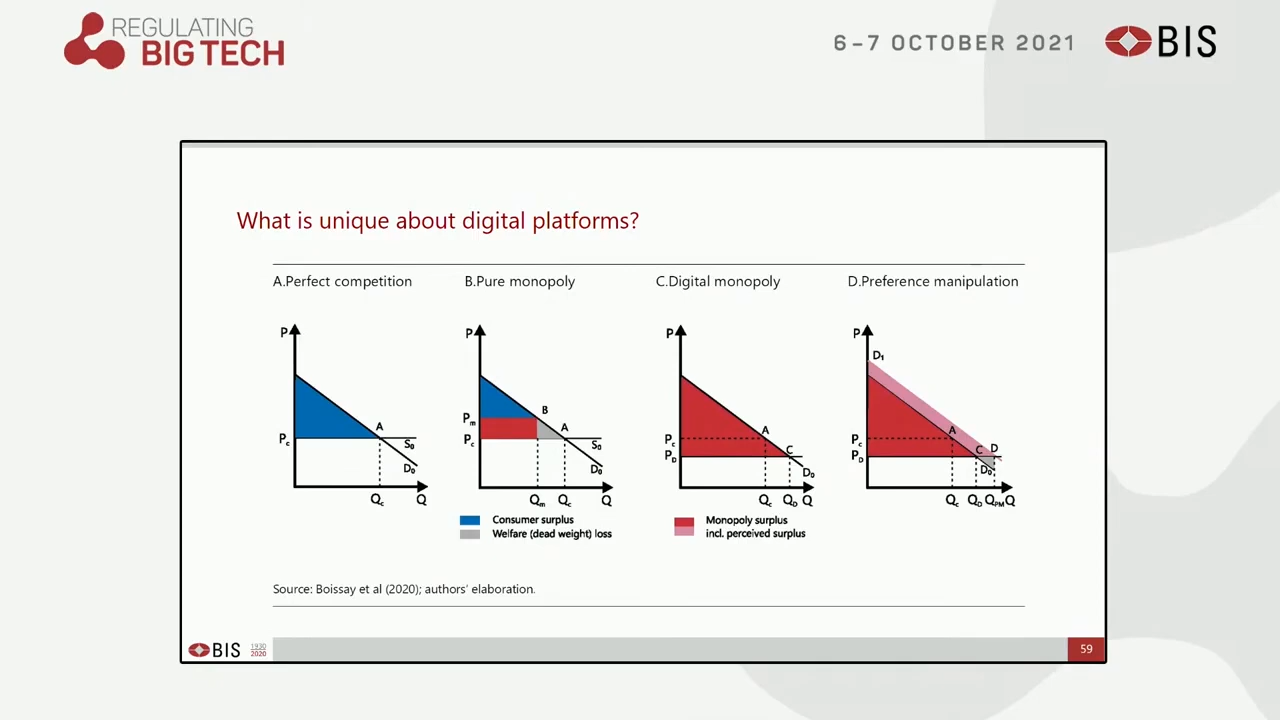 REGULATING
BIG TECH
6–7 OCTOBER 2021
BIS
What is unique about digital platforms?
A.Perfect competition
B.Pure monopoly
C.Digital monopoly
D.Preference manipulation
P
A
Pc
S0
D0
Qc
Q
P
B
Pm
A
Pc
S0
D0
Qm
Qc
Q
P
A
Pc
C
PD
D0
Qc
QD
Q
P
D1
A
Pc
C
D
PD
D0
Qc
QD
QPM
Q
Consumer surplus
Welfare (dead weight) loss
Monopoly surplus
incl. perceived surplus
Source: Boissay et al (2020); authors' elaboration.
BIS
1930
2020
59